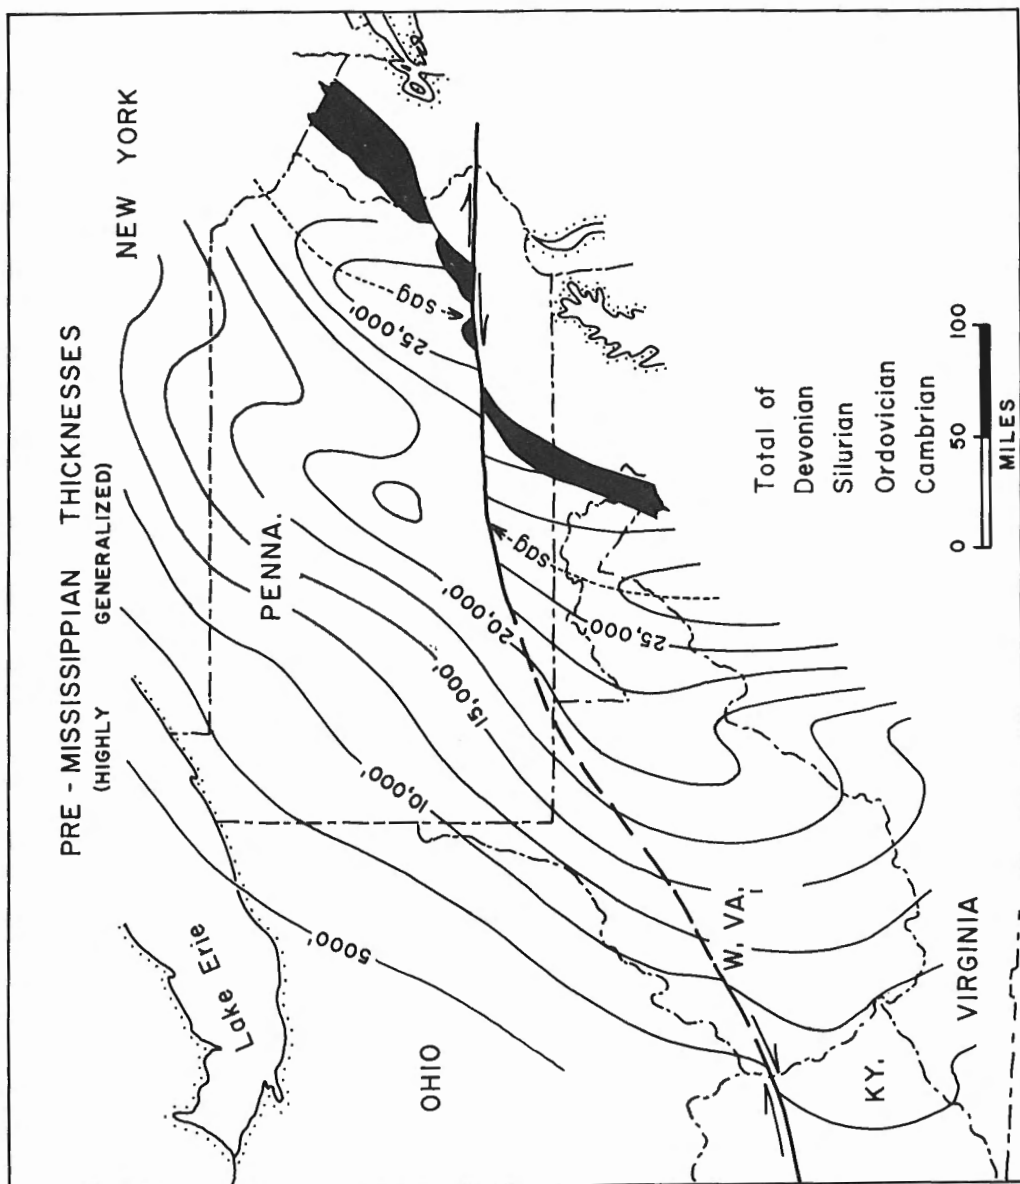 PRE - MISSISSIPPIAN THICKNESSES
(HIGHLY GENERALIZED)
NEW YORK
Lake Erie
PENNA.
OHIO
5000'
10,000'
15,000'
20,000'
25,000'
sag
sag
25,000'
W. VA.
KY.
VIRGINIA
Total of
Devonian
Silurian
Ordovician
Cambrian
0 50 100
MILES